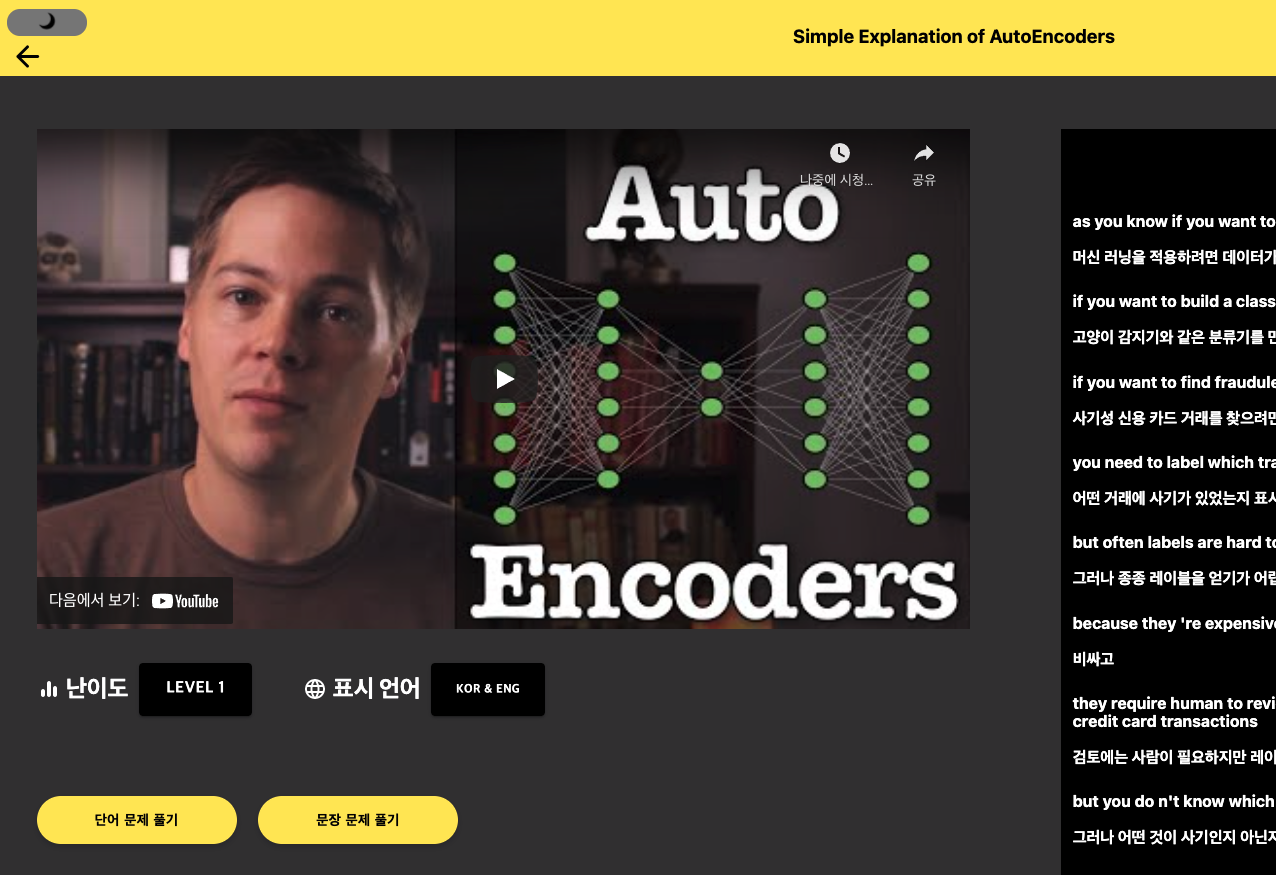 Simple Explanation of AutoEncoders
나중에 시청...
공유
Auto
Encoders
다음에서 보기: YouTube
난이도
LEVEL 1
표시 언어
KOR & ENG
단어 문제 풀기
문장 문제 풀기
as you know if you want to
머신 러닝을 적용하려면 데이터가
if you want to build a class
고양이 감지기와 같은 분류기를
if you want to find fraudule
사기성 신용 카드 거래를 찾으려면
you need to label which tra
어떤 거래에 사기가 있었는지 표시
but often labels are hard to
그러나 종종 레이블을 얻기가
because they 're expensive
비싸고
they require human to revi
credit card transactions
검토에는 사람이 필요하지만 레이
but you do n't know which
그러나 어떤 것이 사기인지 아닌지